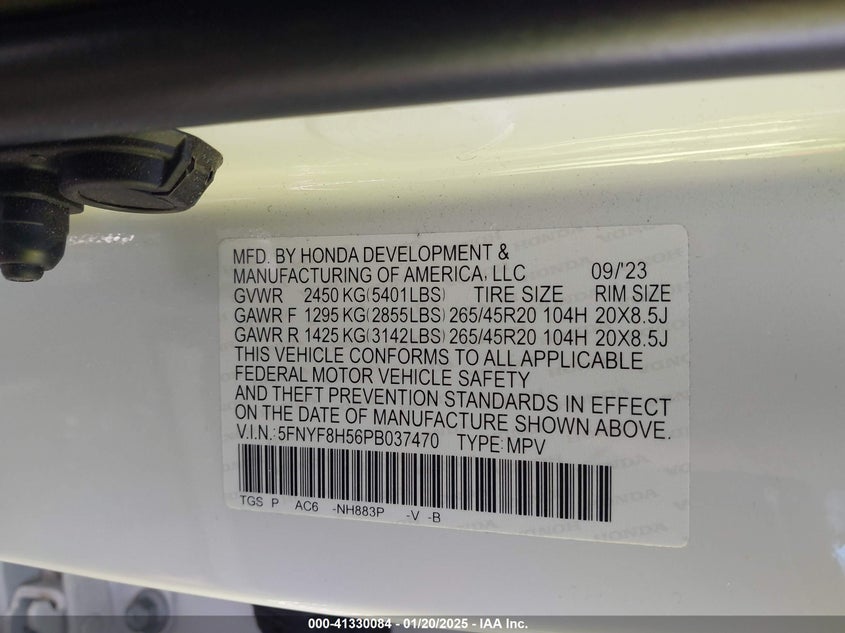 MFD. BY HONDA DEVELOPMENT &
MANUFACTURING OF AMERICA, LLC 09/'23
GVWR 2450 KG(5401LBS) TIRE SIZE RIM SIZE
GAWR F 1295 KG(2855LBS) 265/45R20 104H 20X8.5J
GAWR R 1425 KG(3142LBS) 265/45R20 104H 20X8.5J
THIS VEHICLE CONFORMS TO ALL APPLICABLE
FEDERAL MOTOR VEHICLE SAFETY
AND THEFT PREVENTION STANDARDS IN EFFECT
ON THE DATE OF MANUFACTURE SHOWN ABOVE.
V.I.N.: 5FNYF8H56PB037470 TYPE: MPV
TGS P AC6 -NH883P -V -B
000-41330084 - 01/20/2025 - IAA Inc.